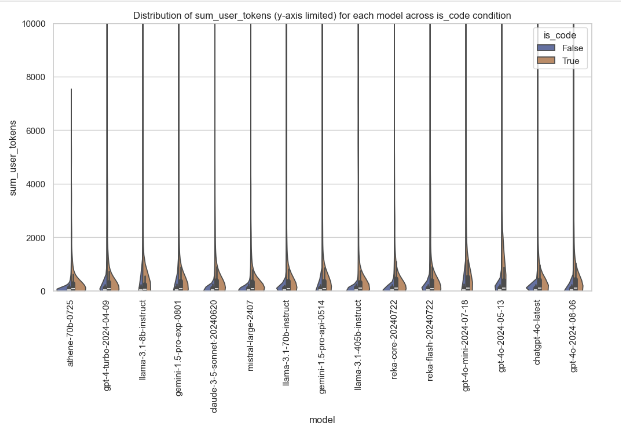 Distribution of sum_user_tokens (y-axis limited) for each model across is_code condition
10000
8000
6000
4000
2000
0
sum_user_tokens
is_code
False
True
athene-70b-0725
gpt-4-turbo-2024-04-09
llama-3.1-8b-instruct
gemini-1.5-pro-exp-0801
claude-3-5-sonnet-20240620
mistral-large-2407
llama-3.1-70b-instruct
gemini-1.5-pro-api-0514
llama-3.1-405b-instruct
reka-core-20240722
reka-flash-20240722
gpt-4o-mini-2024-07-18
gpt-4o-2024-05-13
chatgpt-4o-latest
gpt-4o-2024-08-06
model